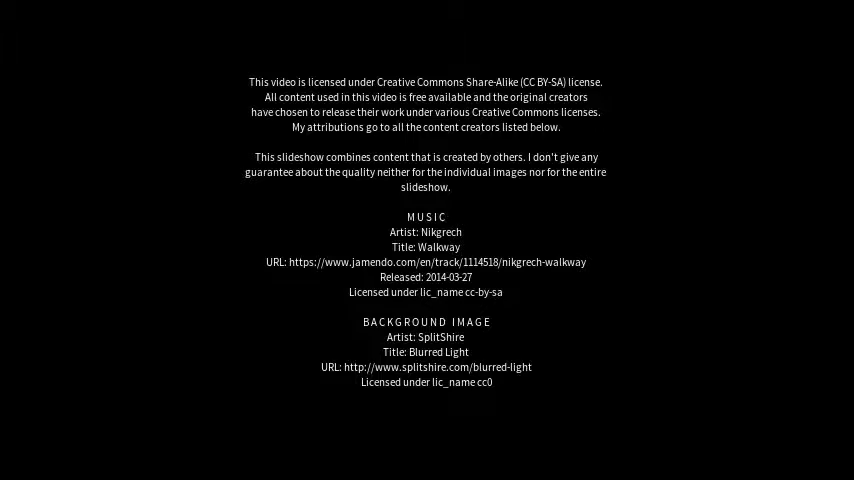 This video is licensed under Creative Commons Share-Alike (CC BY-SA) license.
All content used in this video is free available and the original creators
have chosen to release their work under various Creative Commons licenses.
My attributions go to all the content creators listed below.
This slideshow combines content that is created by others. I don't give any
guarantee about the quality neither for the individual images nor for the entire
slideshow.
MUSIC
Artist: Nikgrech
Title: Walkway
URL: https://www.jamendo.com/en/track/1114518/nikgrech-walkway
Released: 2014-03-27
Licensed under lic_name cc-by-sa
BACKGROUND IMAGE
Artist: SplitShire
Title: Blurred Light
URL: http://www.splitshire.com/blurred-light
Licensed under lic_name cc0